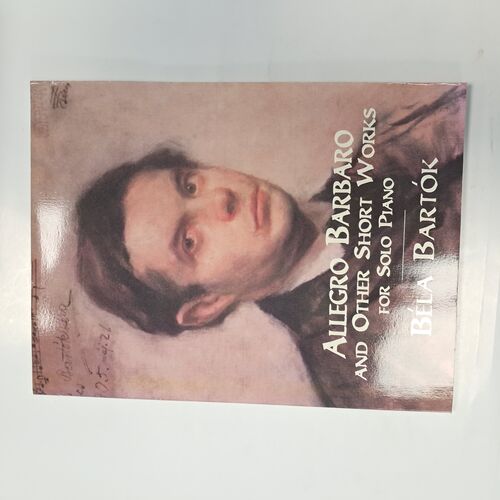 ALLEGRO BARBARO
AND OTHER SHORT WORKS
FOR SOLO PIANO
BÉLA BARTÓK